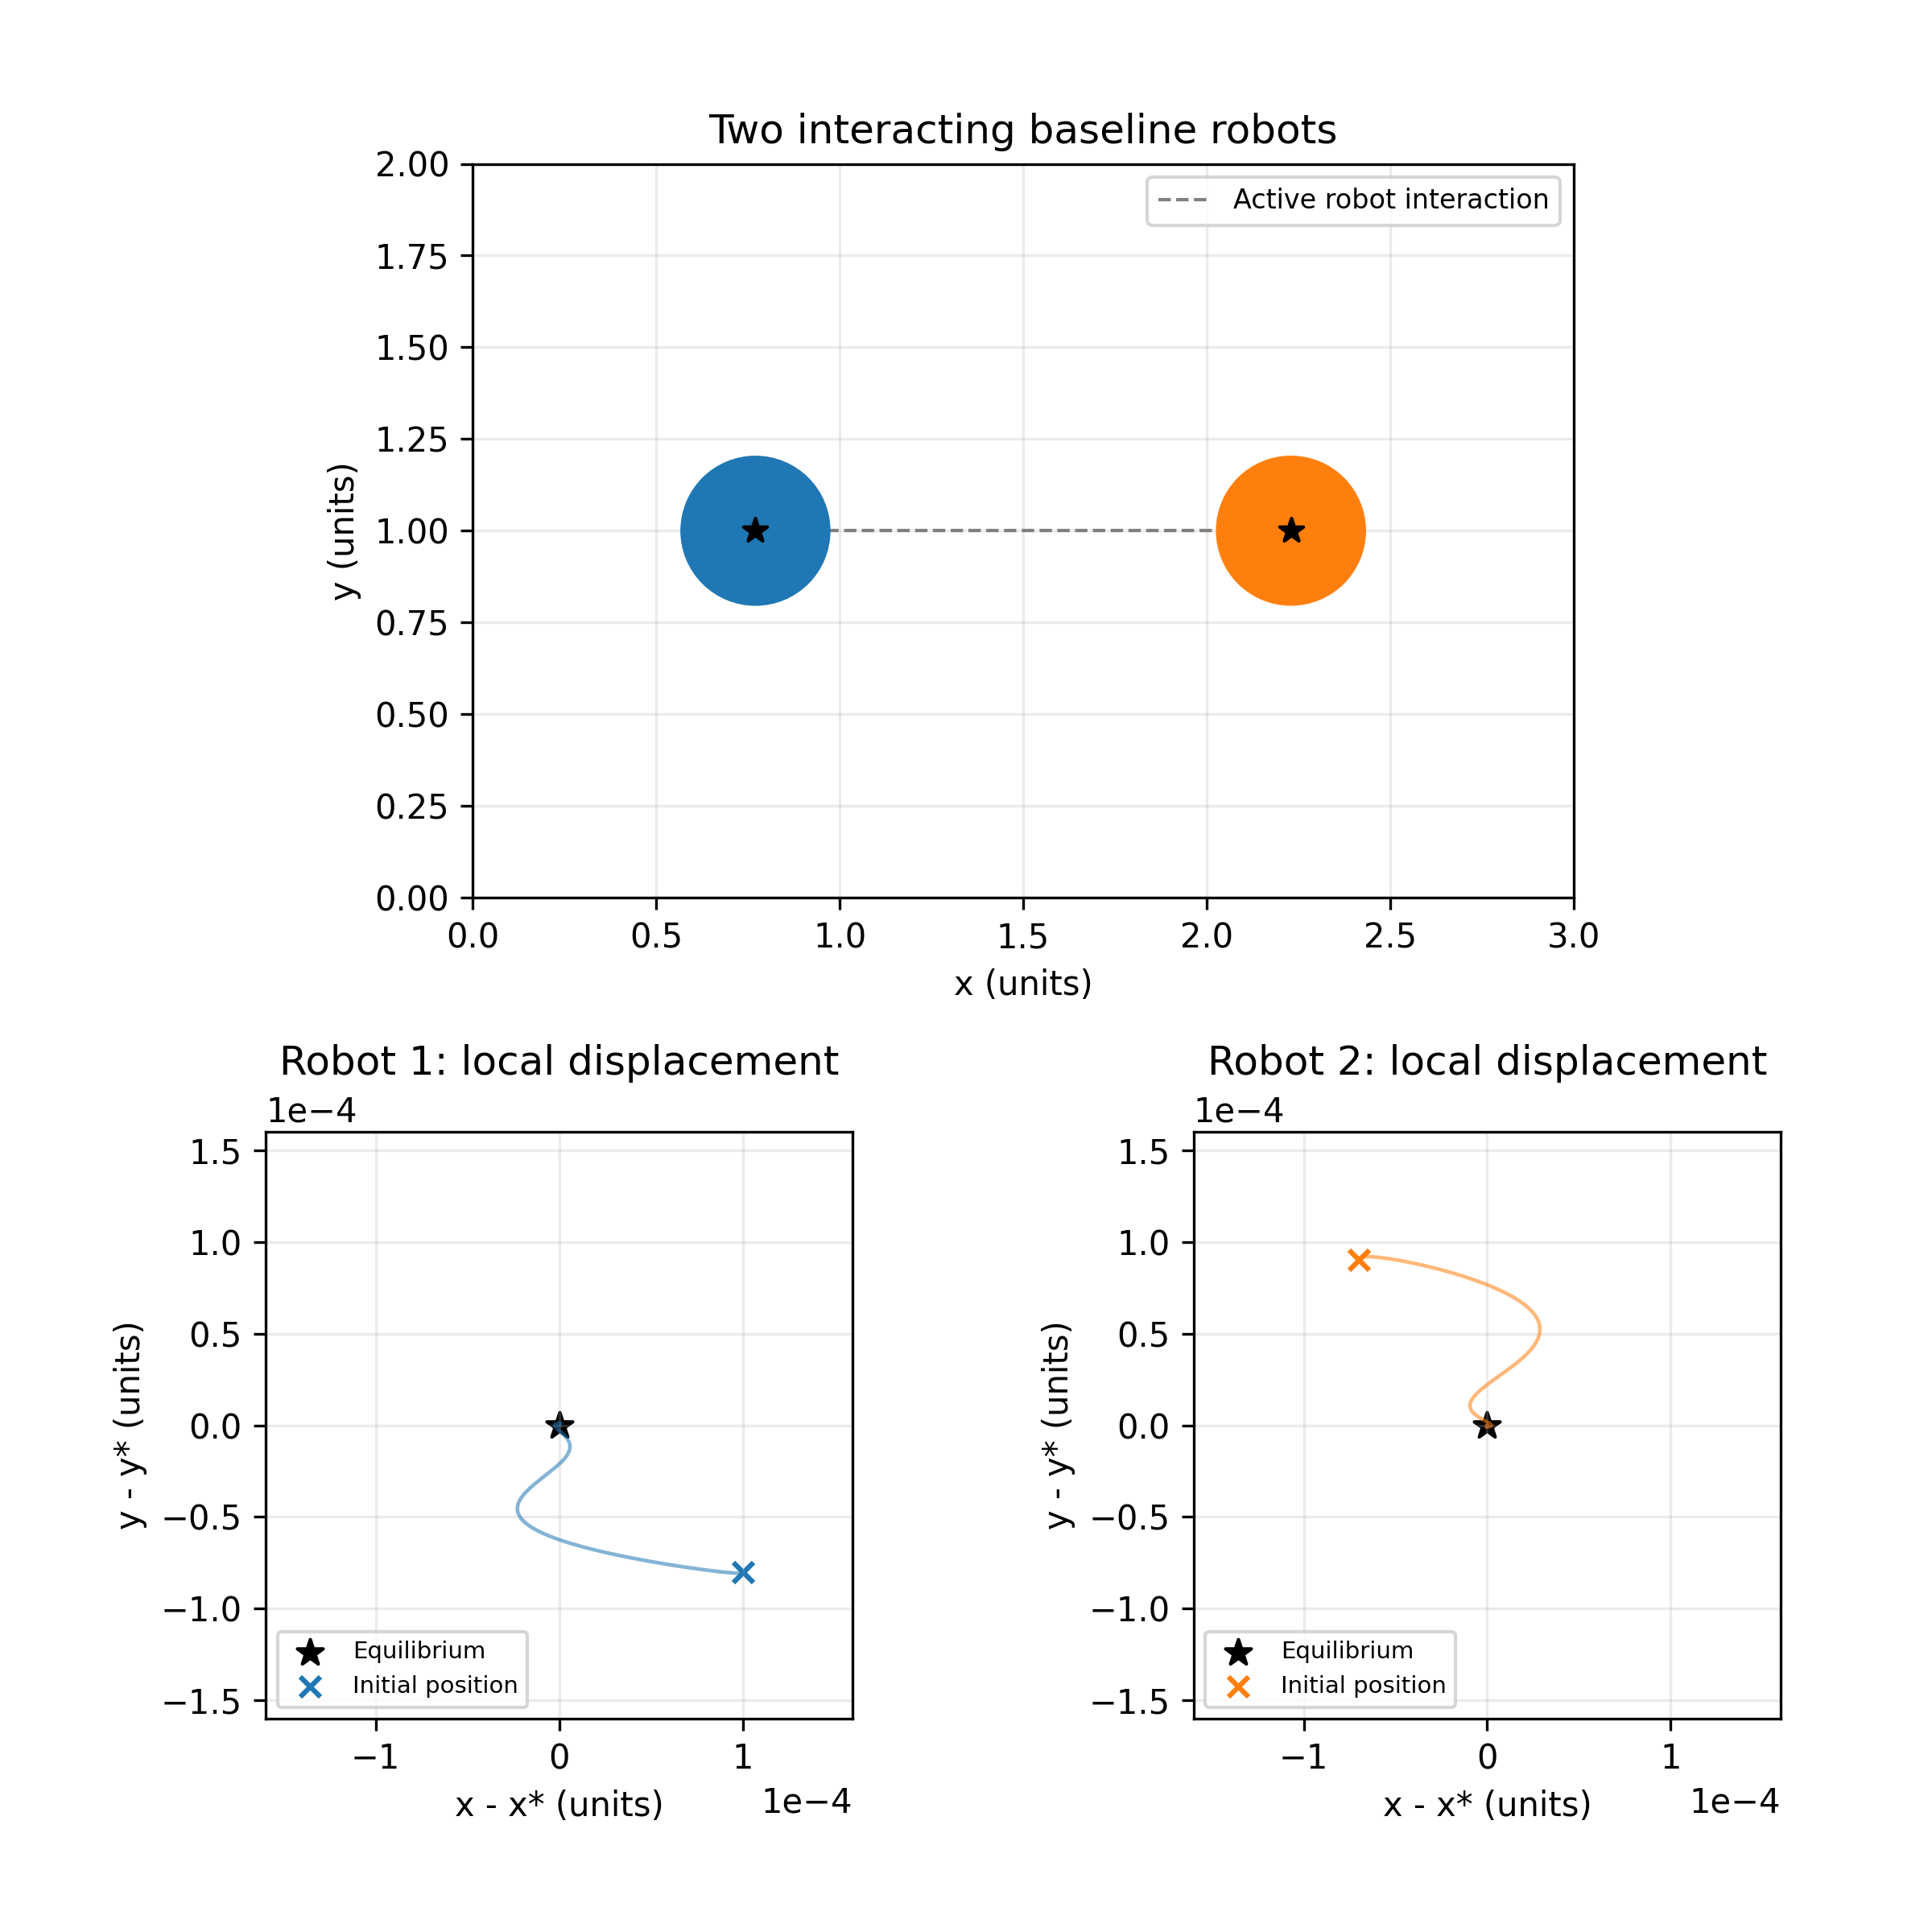 Two interacting baseline robots
Active robot interaction
y (units)
2.00
1.75
1.50
1.25
1.00
0.75
0.50
0.25
0.00
0.0 0.5 1.0 1.5 2.0 2.5 3.0
x (units)
Robot 1: local displacement
1e−4
y - y* (units)
1.5
1.0
0.5
0.0
−0.5
−1.0
−1.5
Equilibrium
Initial position
−1 0 1
x - x* (units)
1e−4
Robot 2: local displacement
1e−4
y - y* (units)
1.5
1.0
0.5
0.0
−0.5
−1.0
−1.5
Equilibrium
Initial position
−1 0 1
x - x* (units)
1e−4